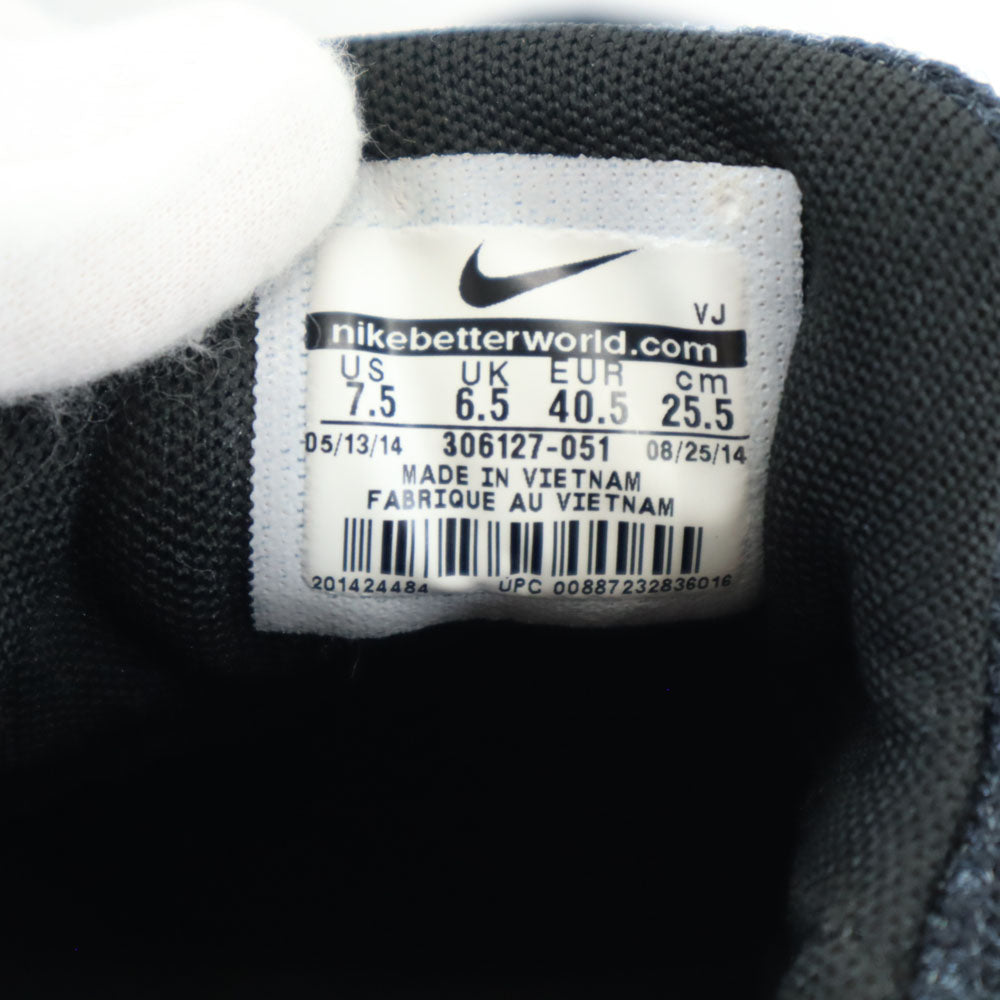 VJ
nikebetterworld.com
US UK EUR cm
7.5 6.5 40.5 25.5
05/13/14 306127-051 08/25/14
MADE IN VIETNAM
FABRIQUE AU VIETNAM
201424484 UPC 00887232836016